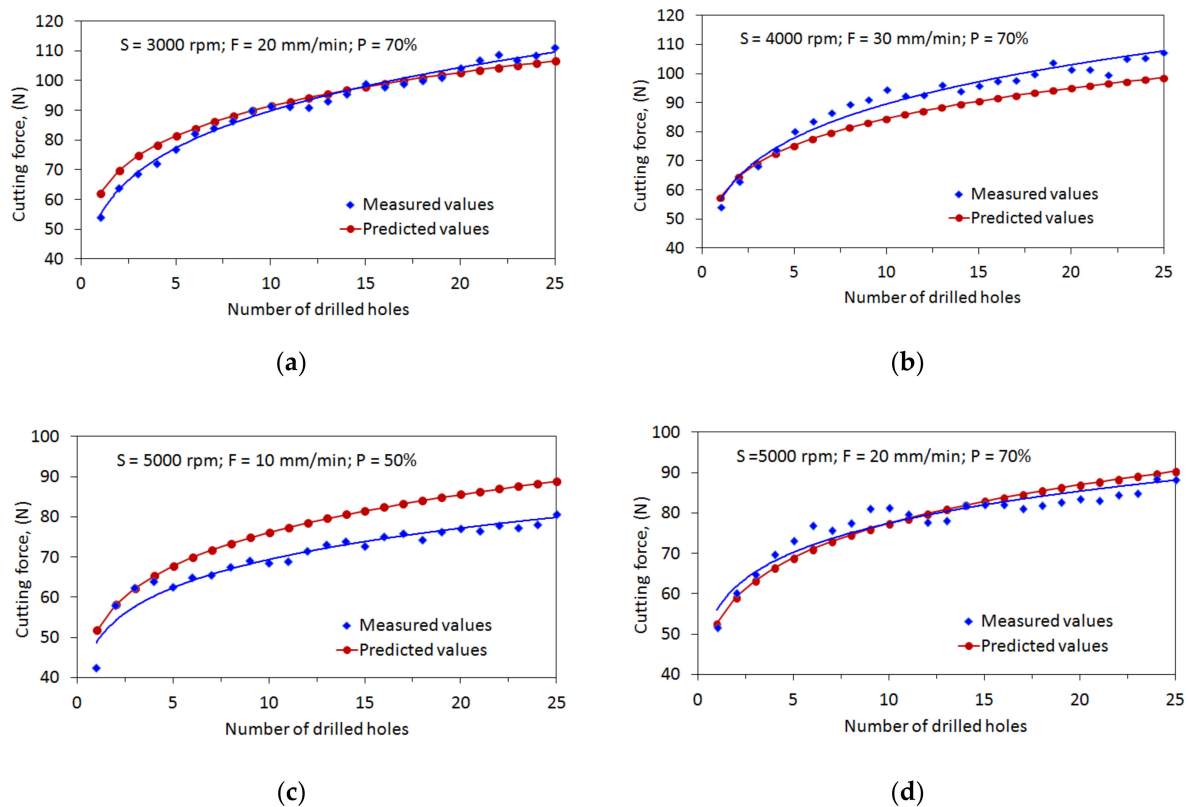 S = 3000 rpm; F = 20 mm/min; P = 70%
Cutting force, (N)
120
110
100
90
80
70
60
50
40
Measured values
Predicted values
0 5 10 15 20 25
Number of drilled holes
(a)
S = 4000 rpm; F = 30 mm/min; P = 70%
Cutting force, (N)
120
110
100
90
80
70
60
50
40
Measured values
Predicted values
0 5 10 15 20 25
Number of drilled holes
(b)
S = 5000 rpm; F = 10 mm/min; P = 50%
Cutting force, (N)
100
90
80
70
60
50
40
Measured values
Predicted values
0 5 10 15 20 25
Number of drilled holes
(c)
S =5000 rpm; F = 20 mm/min; P = 70%
Cutting force, (N)
100
90
80
70
60
50
40
Measured values
Predicted values
0 5 10 15 20 25
Number of drilled holes
(d)